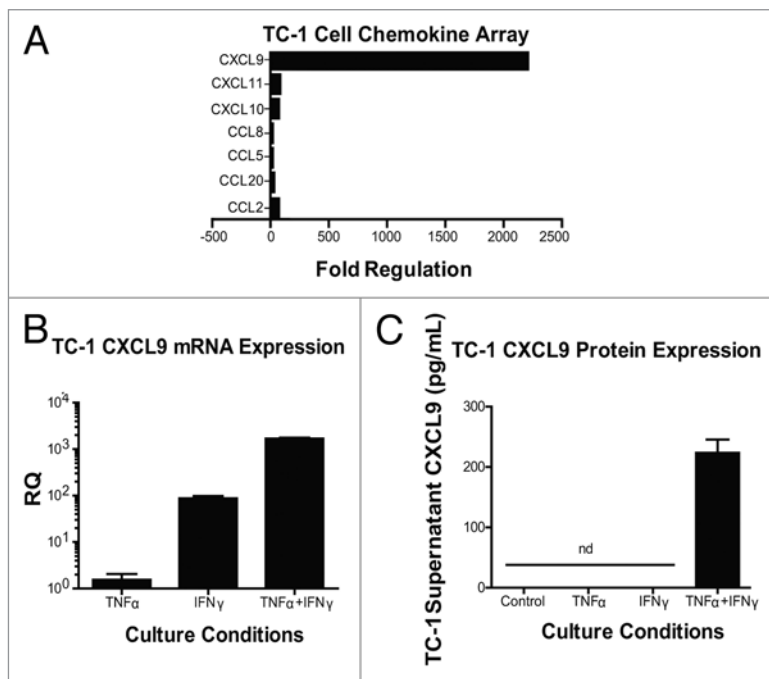 A
TC-1 Cell Chemokine Array
CXCL9
CXCL11
CXCL10
CCL8
CCL5
CCL20
CCL2
-500 0 500 1000 1500 2000 2500
Fold Regulation
B
TC-1 CXCL9 mRNA Expression
RQ
10⁴
10³
10²
10¹
10⁰
TNFα IFNγ TNFα+IFNγ
Culture Conditions
C
TC-1 CXCL9 Protein Expression
TC-1 Supernatant CXCL9 (pg/mL)
300
200
100
0
nd
Control TNFα IFNγ TNFα+IFNγ
Culture Conditions